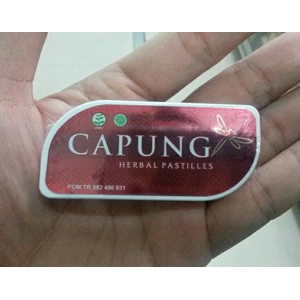 CAPUNG
HERBAL PASTILLES
POM TR 082 496 931